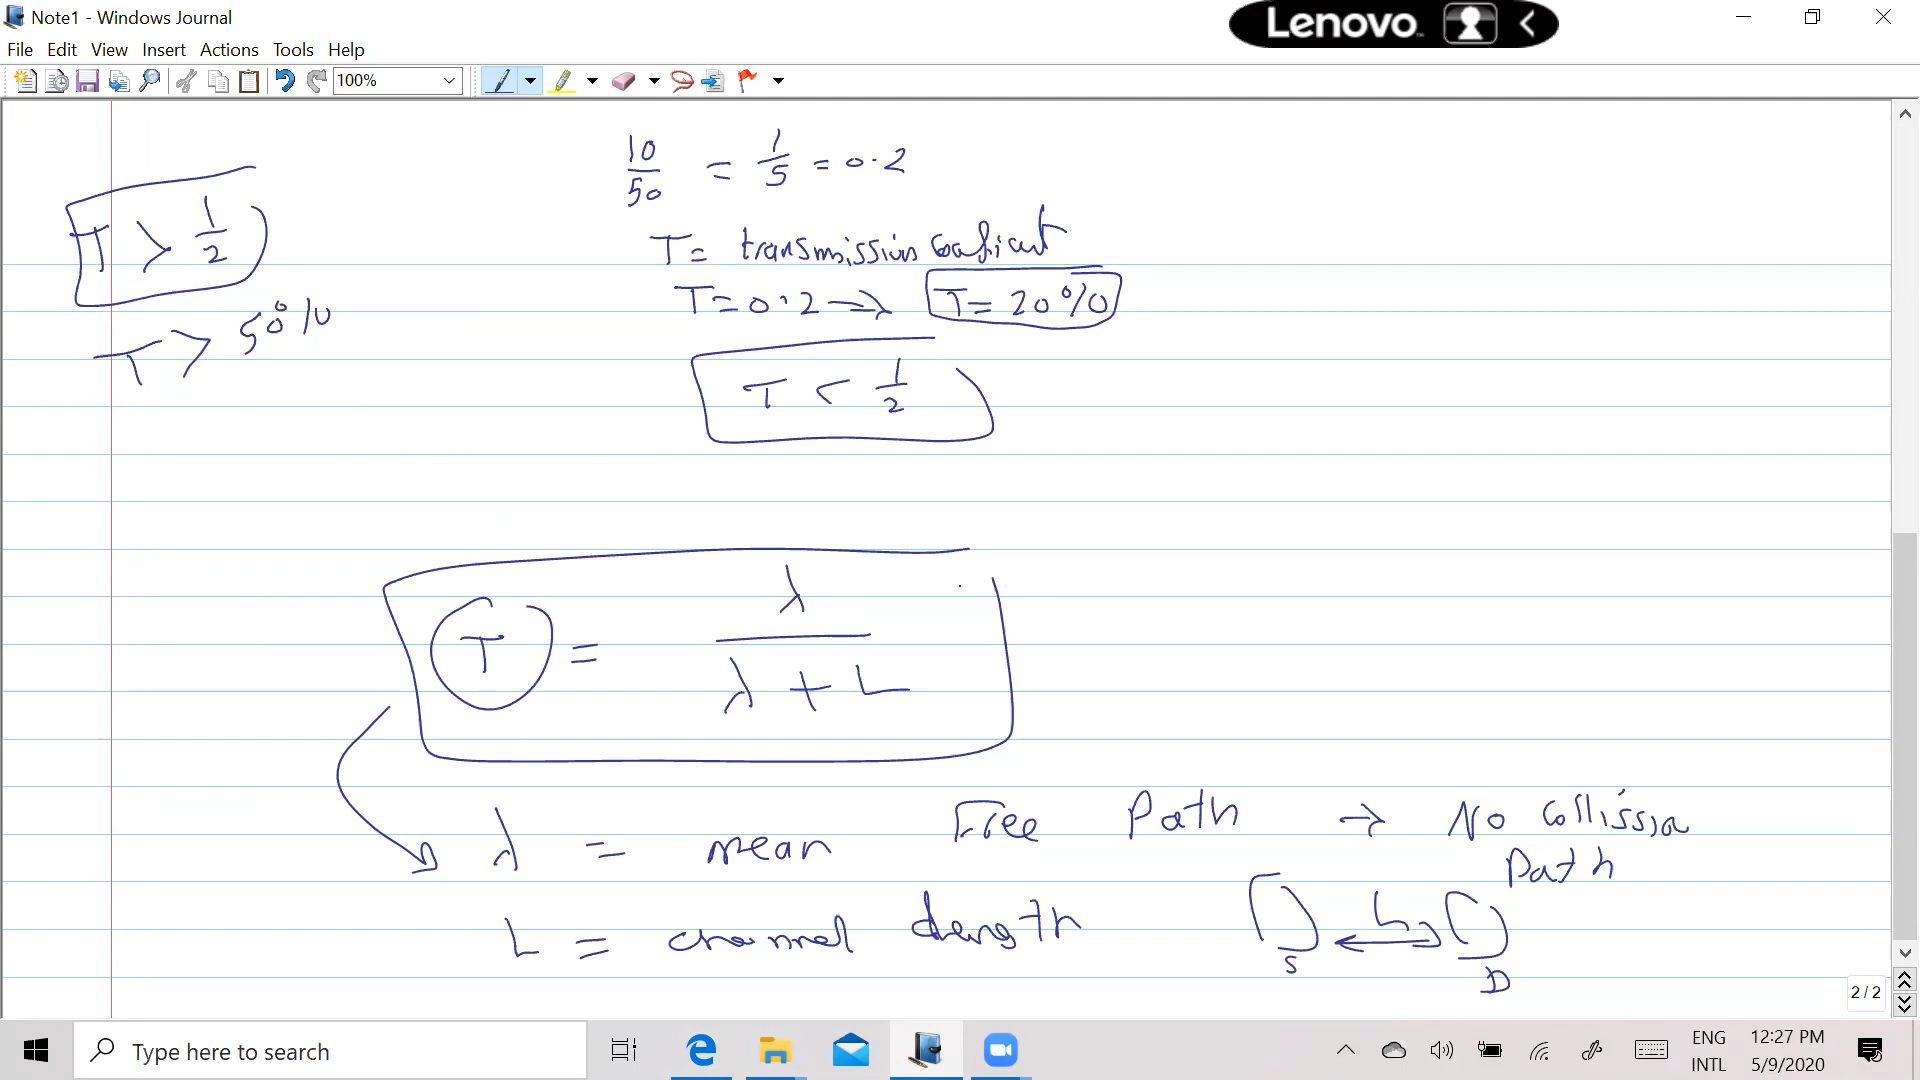 Note1 - Windows Journal
Lenovo
File Edit View Insert Actions Tools Help
100%
10/50 = 1/5 = 0.2
T > 1/2
T = transmission
T = 0.2 ⇒ T = 20%
T > 50%
T < 1/2
T = λ / (λ + L)
λ = mean Free Path → No
Path
L = channel length
L
S
D
2 / 2
Type here to search
ENG
INTL
12:27 PM
5/9/2020